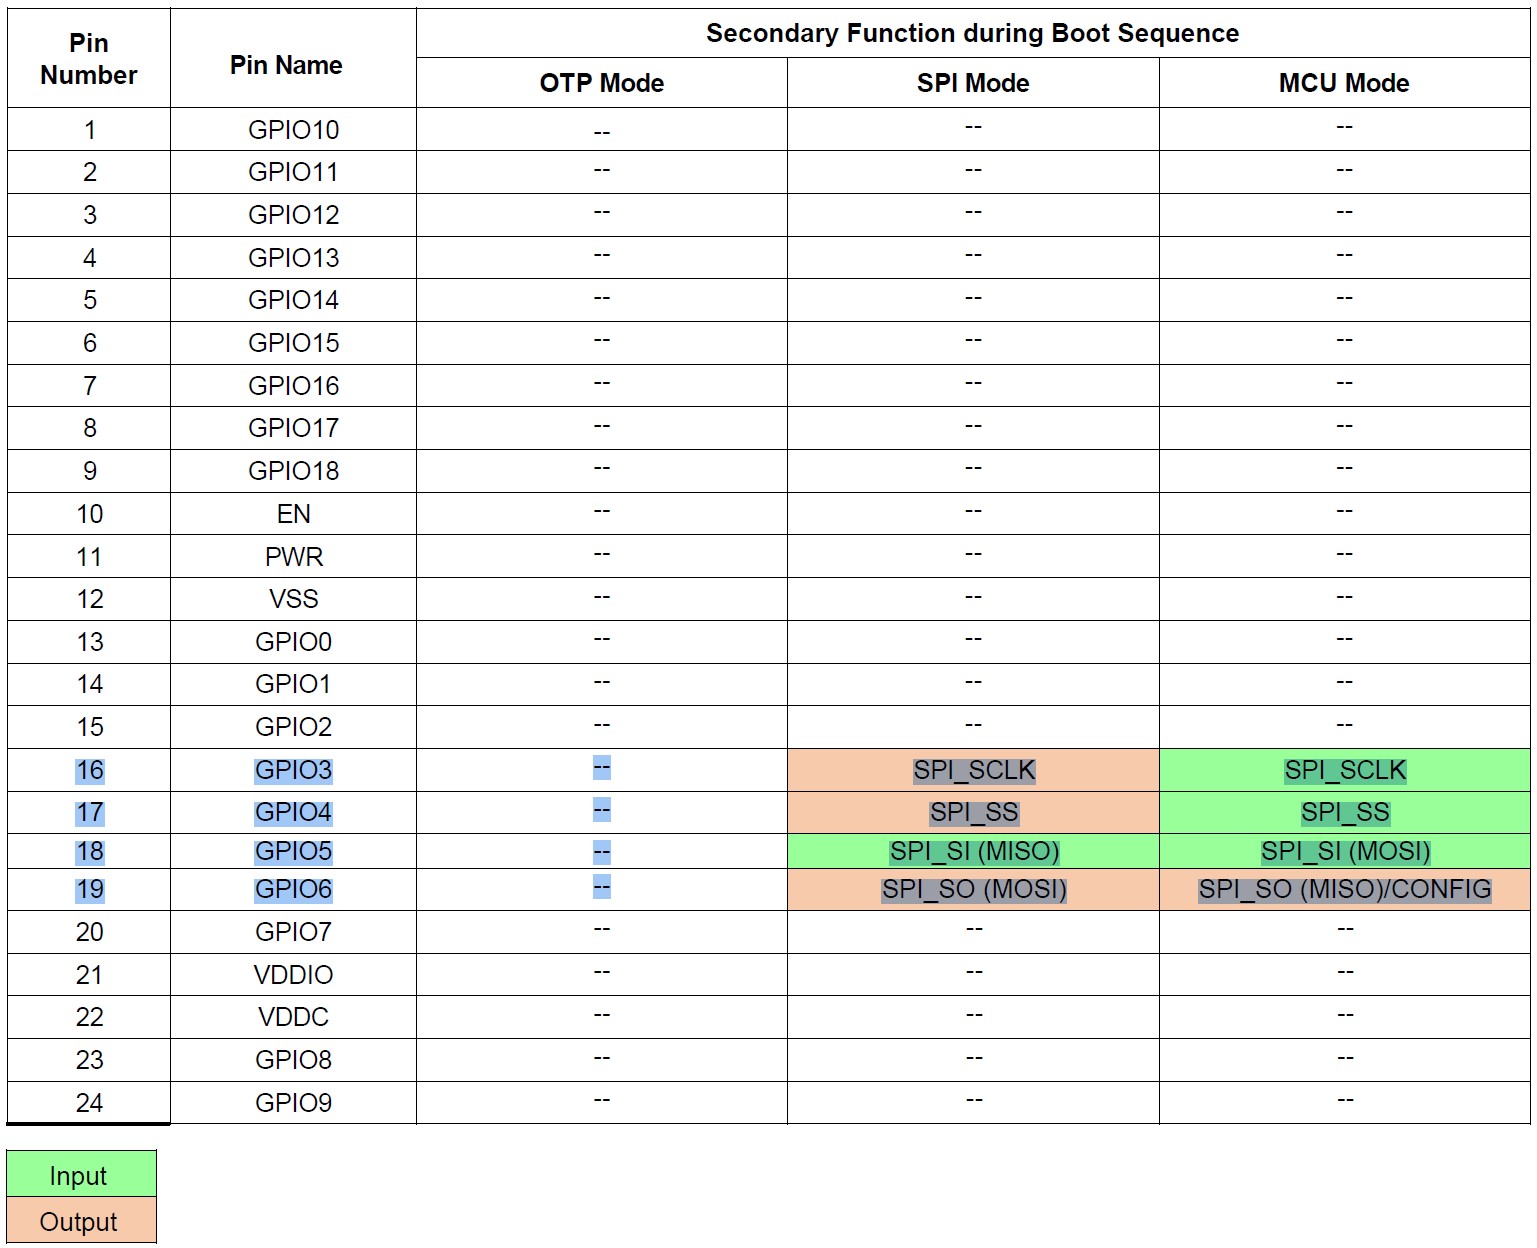 Pin Number Pin Name Secondary Function during Boot Sequence
OTP Mode SPI Mode MCU Mode
1 GPIO10 -- -- --
2 GPIO11 -- -- --
3 GPIO12 -- -- --
4 GPIO13 -- -- --
5 GPIO14 -- -- --
6 GPIO15 -- -- --
7 GPIO16 -- -- --
8 GPIO17 -- -- --
9 GPIO18 -- -- --
10 EN -- -- --
11 PWR -- -- --
12 VSS -- -- --
13 GPIO0 -- -- --
14 GPIO1 -- -- --
15 GPIO2 -- -- --
16 GPIO3 -- SPI_SCLK SPI_SCLK
17 GPIO4 -- SPI_SS SPI_SS
18 GPIO5 -- SPI_SI (MISO) SPI_SI (MOSI)
19 GPIO6 -- SPI_SO (MOSI) SPI_SO (MISO)/CONFIG
20 GPIO7 -- -- --
21 VDDIO -- -- --
22 VDDC -- -- --
23 GPIO8 -- -- --
24 GPIO9 -- -- --
Input
Output